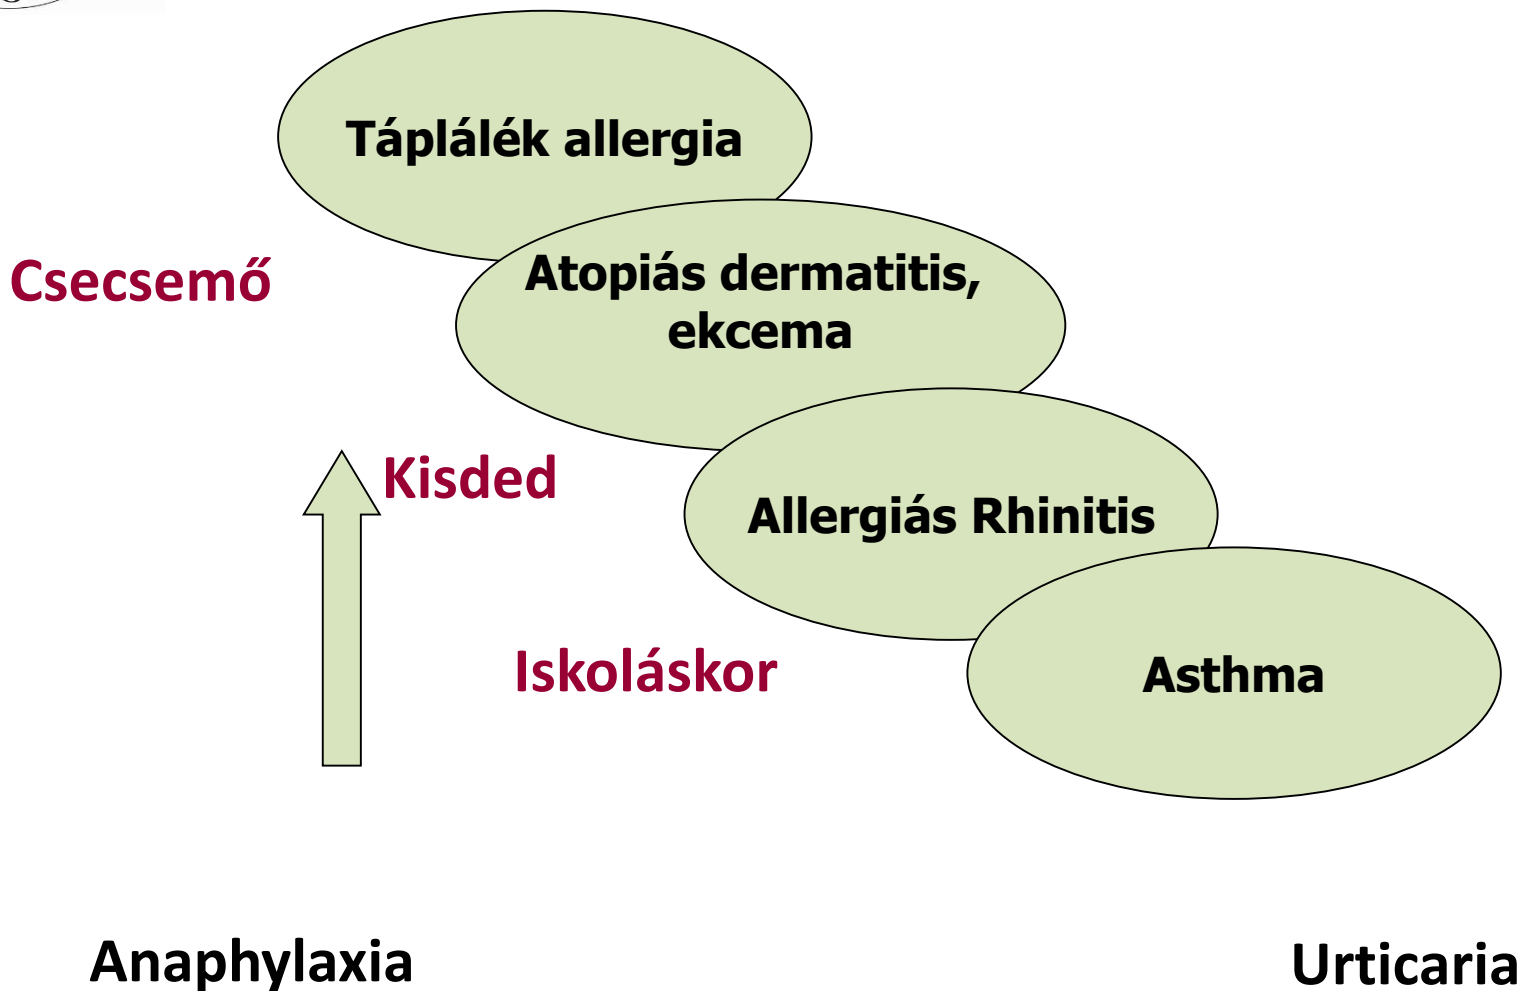 Táplálék allergia
Csecsemő
Atopiás dermatitis,
ekcema
Kisded
Allergiás Rhinitis
Iskoláskor
Asthma
Anaphylaxia
Urticaria